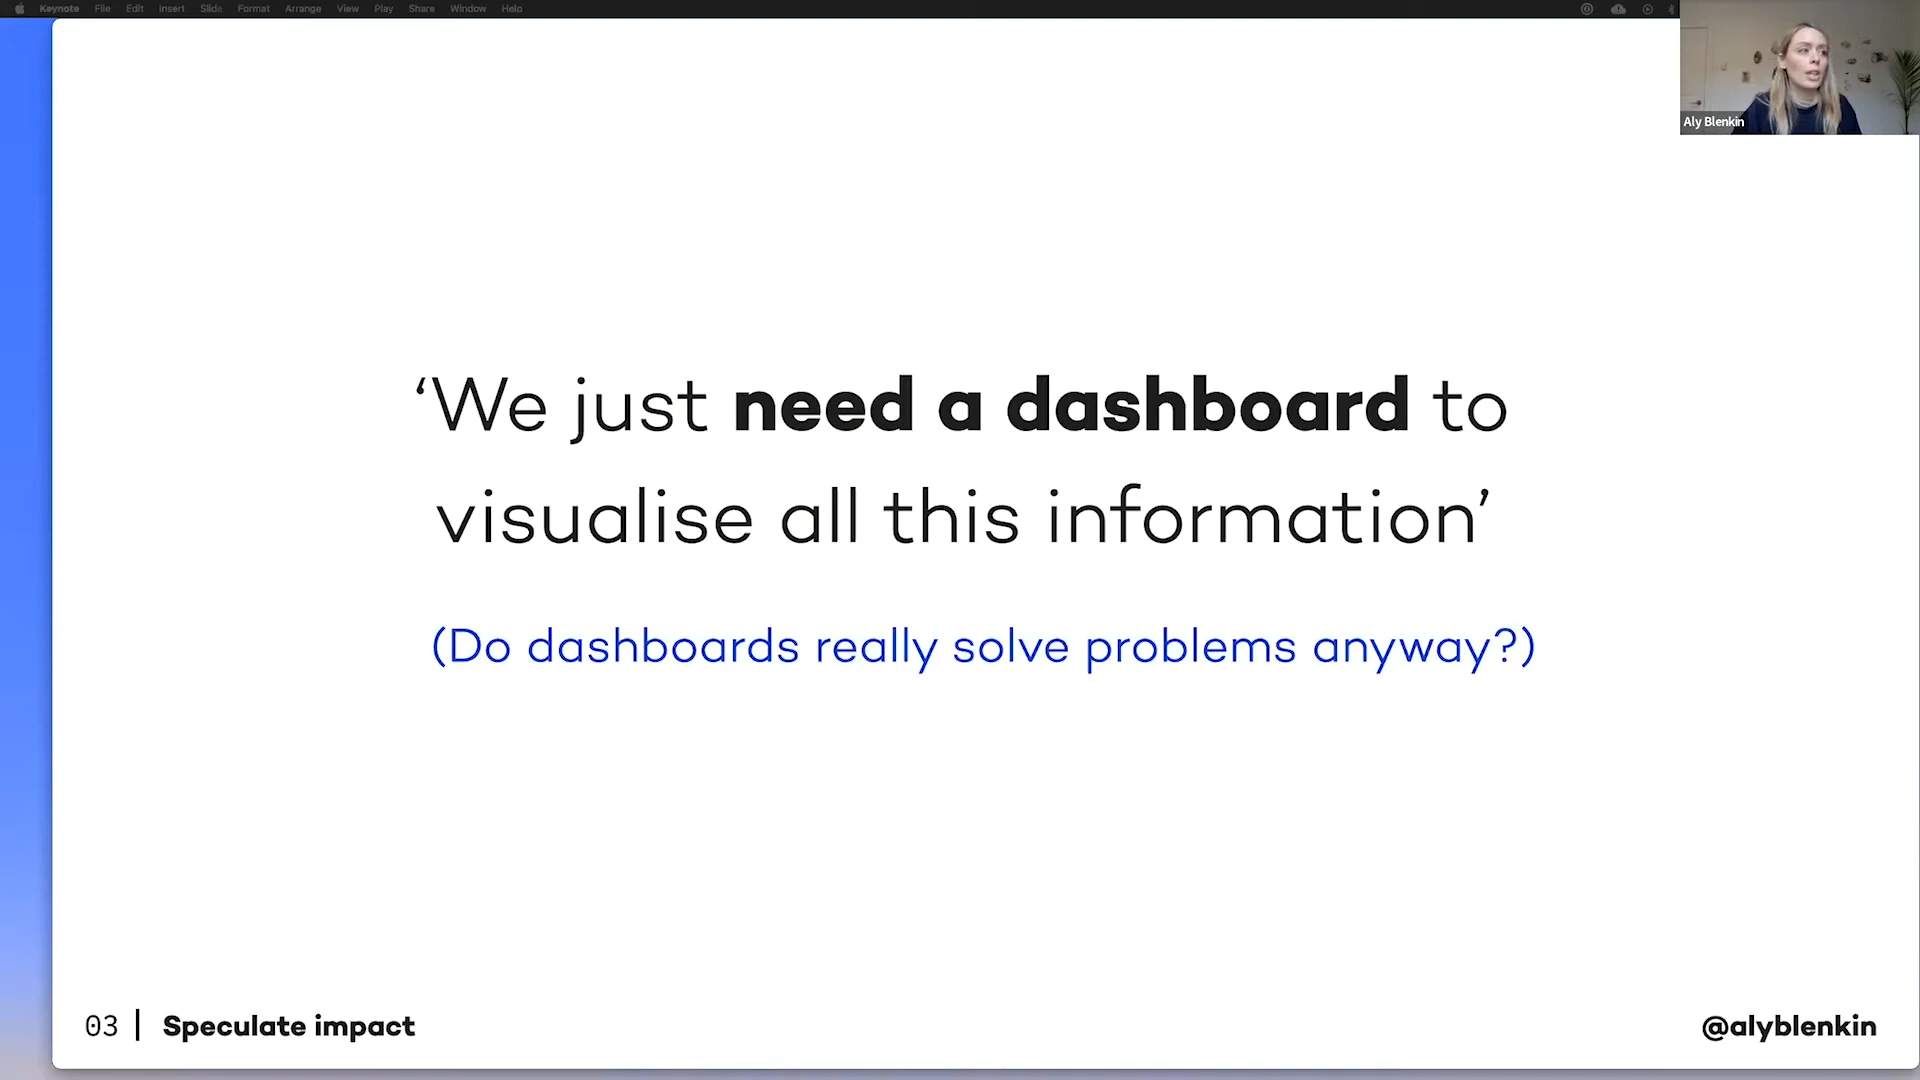 Keynote File Edit Insert Slide Format Arrange View Play Share Window Help
Aly Blenkin
‘We just need a dashboard to
visualise all this information’
(Do dashboards really solve problems anyway?)
03 | Speculate impact
@alyblenkin